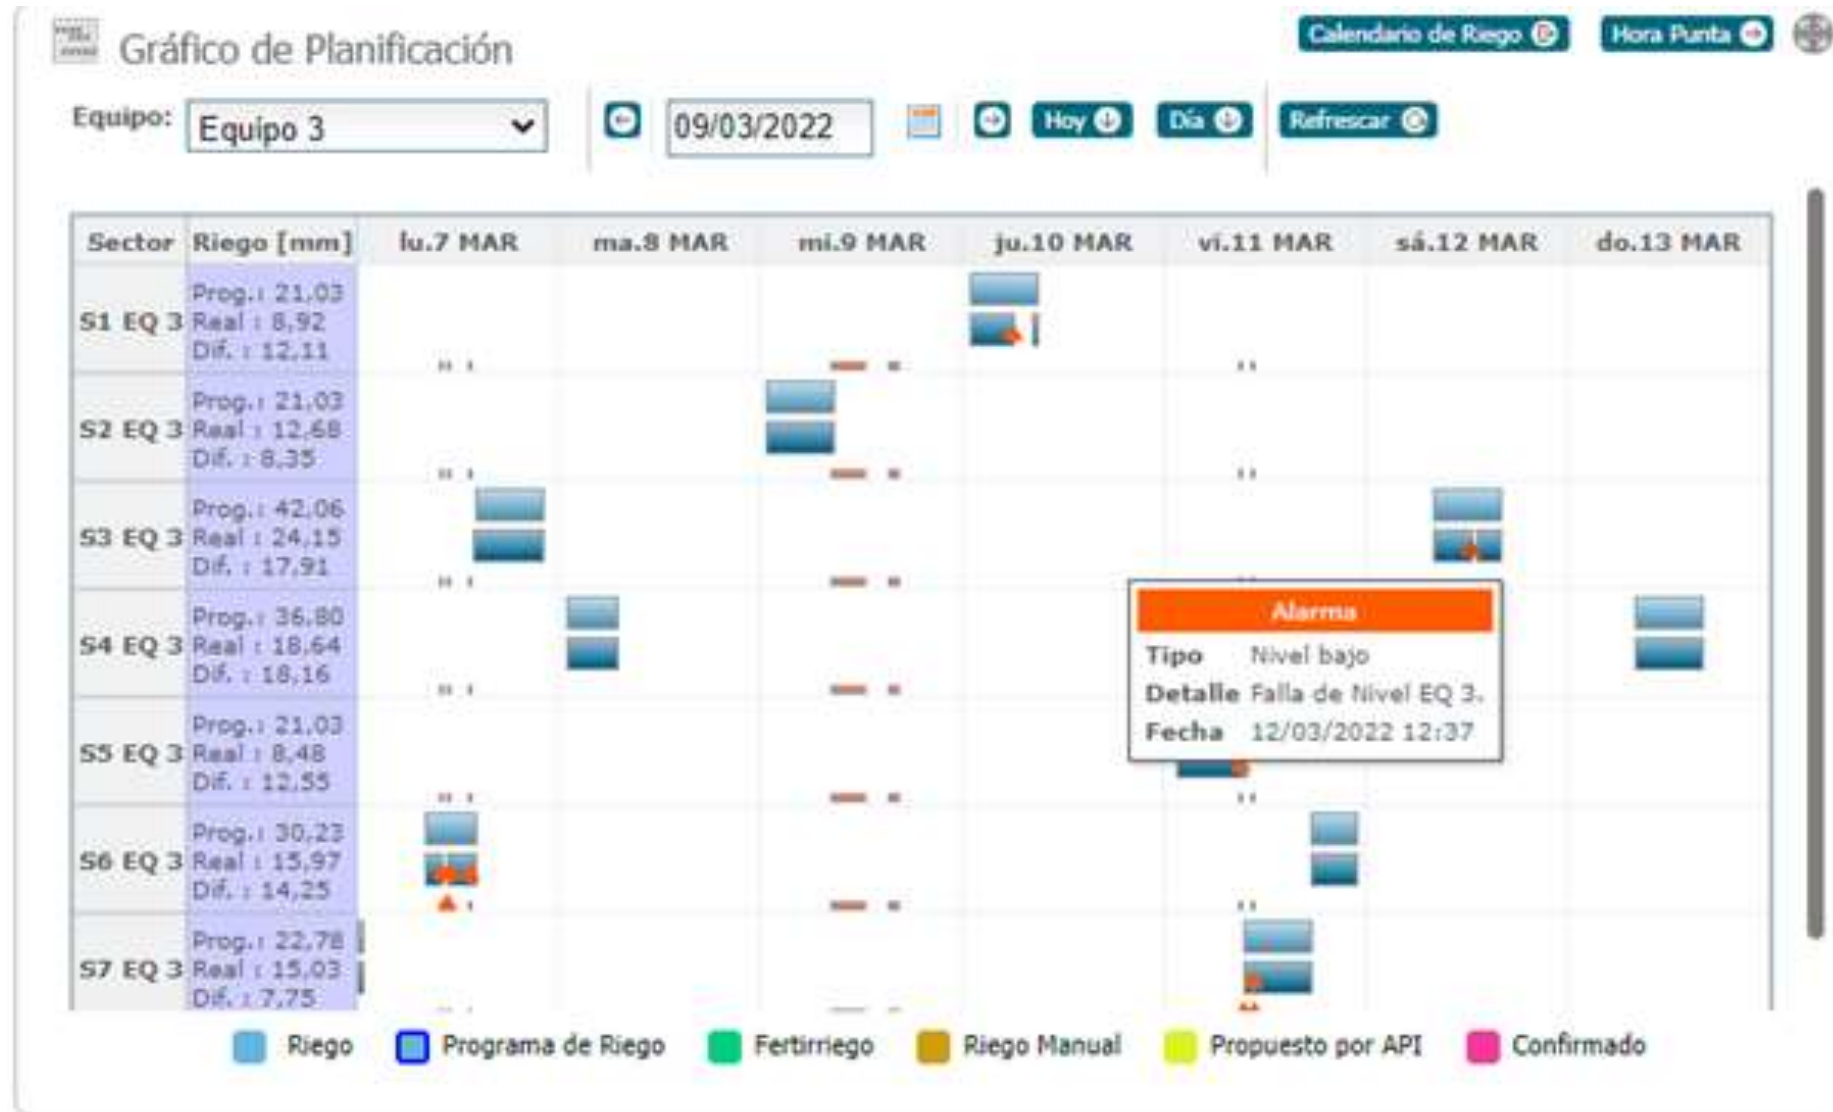 Gráfico de Planificación
Calendario de Riego
Hora Punta
Equipo: Equipo 3
09/03/2022
Hoy
Día
Refrescar
Sector Riego [mm] lu.7 MAR ma.8 MAR mi.9 MAR ju.10 MAR vi.11 MAR sá.12 MAR do.13 MAR
Prog.: 21,03
S1 EQ 3 Real : 8,92
Dif. : 12,11
Prog.: 21,03
S2 EQ 3 Real : 12,68
Dif. : 8,35
Prog.: 42,06
S3 EQ 3 Real : 24,15
Dif. : 17,91
Prog.: 36,80
S4 EQ 3 Real : 18,64
Dif. : 18,16
Prog.: 21,03
S5 EQ 3 Real : 8,48
Dif. : 12,55
Prog.: 30,23
S6 EQ 3 Real : 15,97
Dif. : 14,25
Prog.: 22,78
S7 EQ 3 Real : 15,03
Dif. : 7,75
Alarma
Tipo Nivel bajo
Detalle Falla de Nivel EQ 3.
Fecha 12/03/2022 12:37
Riego Programa de Riego Fertirriego Riego Manual Propuesto por API Confirmado